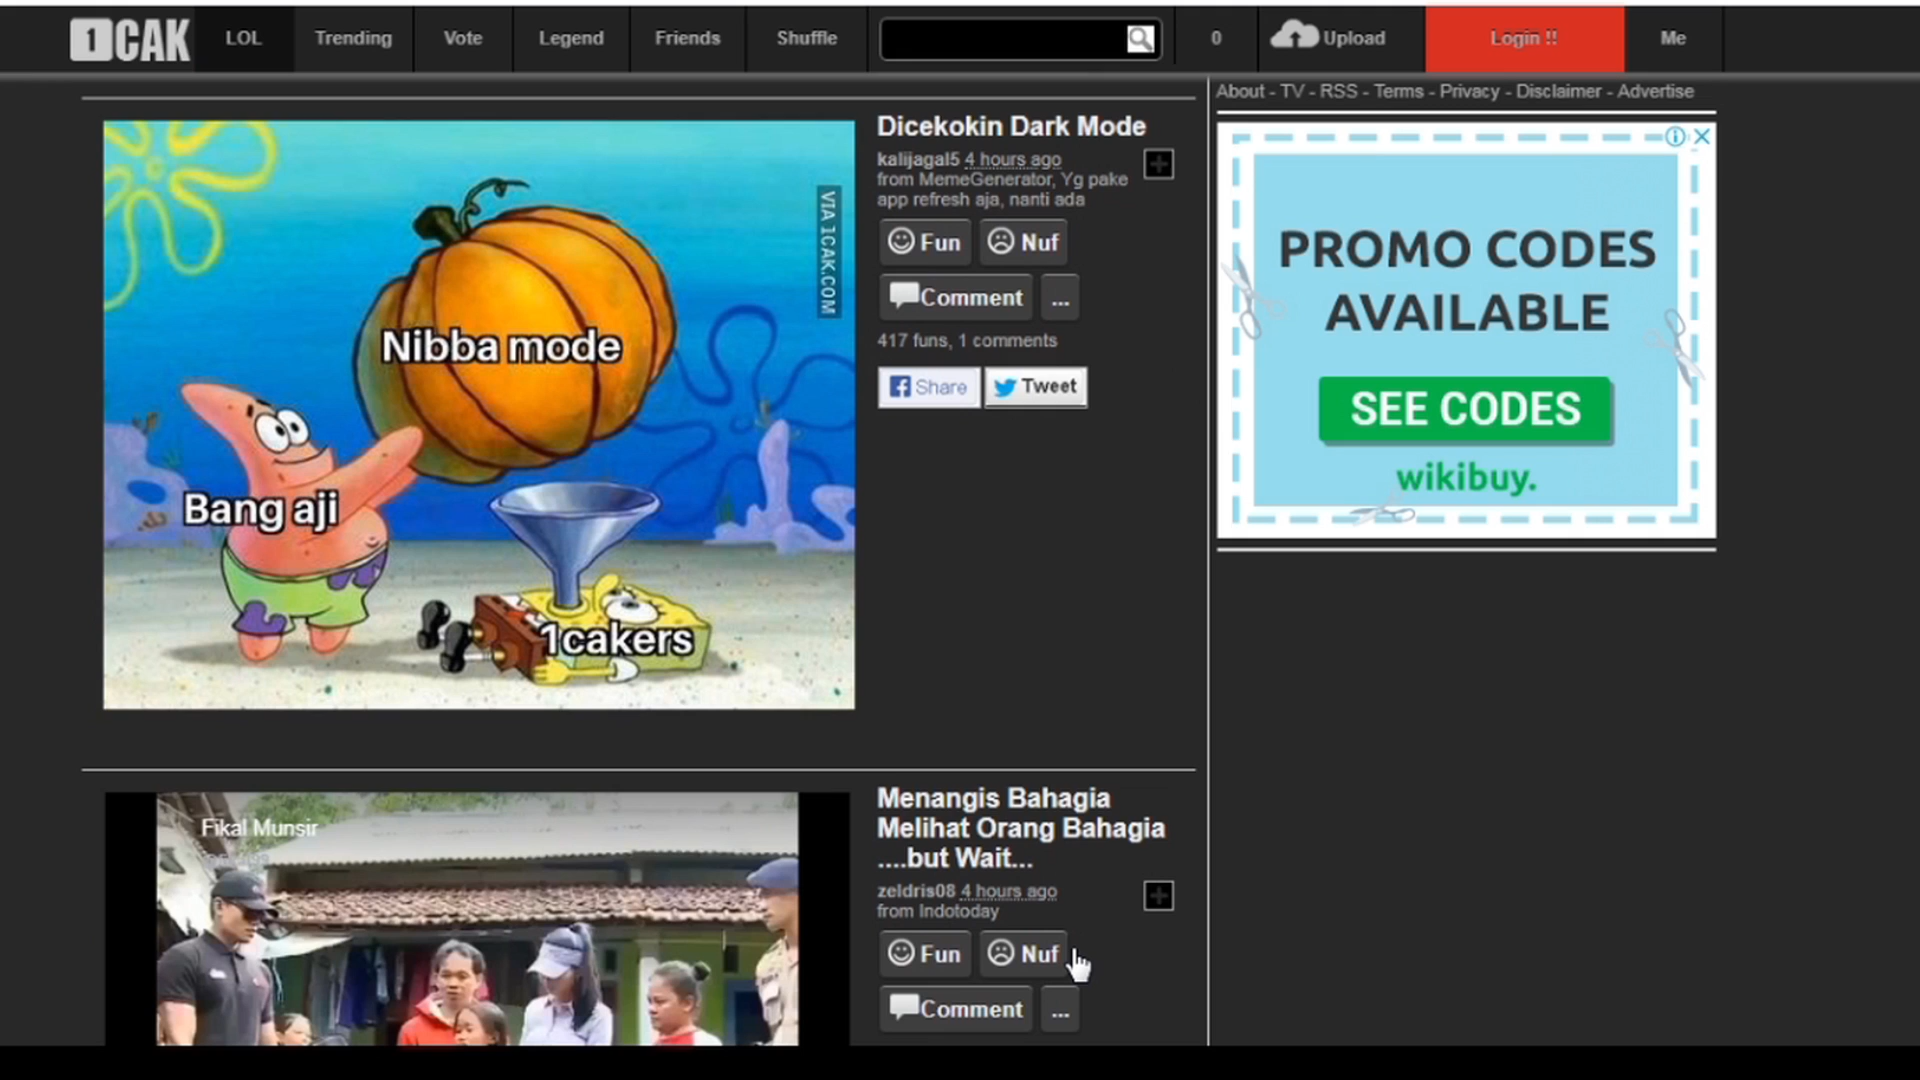 1CAK
LOL
Trending
Vote
Legend
Friends
Shuffle
0
Upload
Login !!
Me
About - TV - RSS - Terms - Privacy - Disclaimer - Advertise
Dicekokin Dark Mode
kalijagal5 4 hours ago
from MemeGenerator, Yg pake
app refresh aja, nanti ada
Fun
Nuf
Comment
...
417 funs, 1 comments
Share
Tweet
VIA 1CAK.COM
Nibba mode
Bang aji
1cakers
PROMO CODES
AVAILABLE
SEE CODES
wikibuy.
Menangis Bahagia
Melihat Orang Bahagia
....but Wait...
zeldris08 4 hours ago
from Indotoday
Fun
Nuf
Comment
...
Fikal Munsir